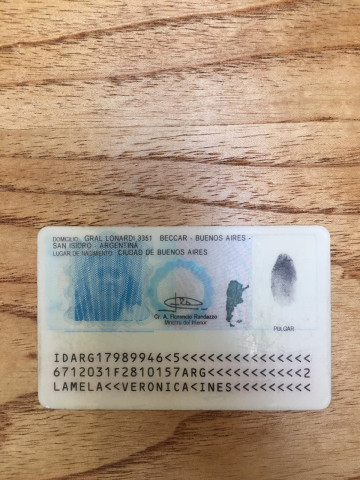 DOMICILIO: GRAL LONARDI 3351 BECCAR - BUENOS AIRES -
SAN ISIDRO - ARGENTINA
LUGAR DE NACIMIENTO: CIUDAD DE BUENOS AIRES
Cr. A. Florencio Randazzo
Ministro del Interior
PULGAR
IDARG17989946<5<<<<<<<<<<<<<<<
6712031F2810157ARG<<<<<<<<<<<2
LAMELA<<VERONICA<INES<<<<<<<<<